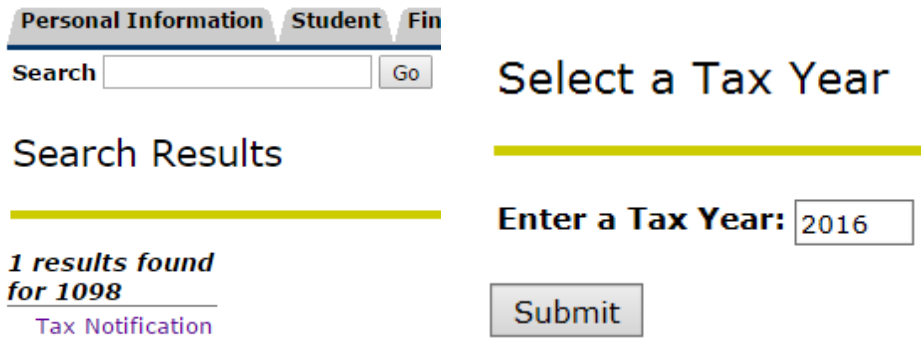 Personal Information Student Fin
Search Go
Search Results
1 results found
for 1098
Tax Notification
Select a Tax Year
Enter a Tax Year: 2016
Submit